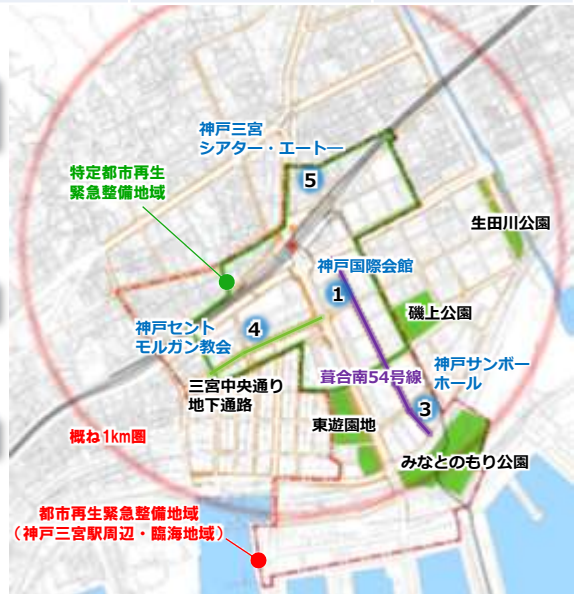 神戸三宮
シアター・エートー
5
特定都市再生
緊急整備地域
生田川公園
神戸国際会館
1
磯上公園
神戸セント
モルガン教会
4
神戸サンボー
ホール
葺合南54号線
三宮中央通り
地下通路
3
東遊園地
概ね1km圏
みなとのもり公園
都市再生緊急整備地域
（神戸三宮駅周辺・臨海地域）